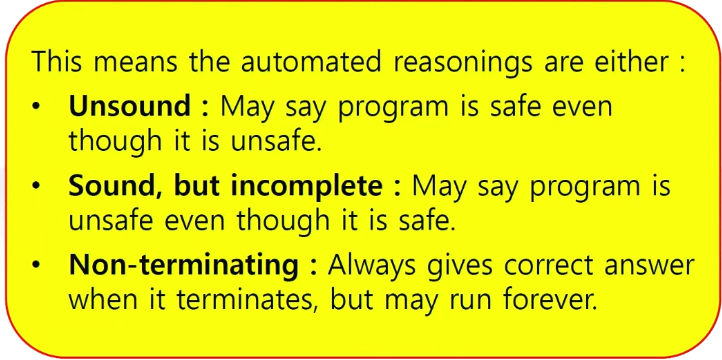 This means the automated reasonings are either :
• Unsound : May say program is safe even
though it is unsafe.
• Sound, but incomplete : May say program is
unsafe even though it is safe.
• Non-terminating : Always gives correct answer
when it terminates, but may run forever.